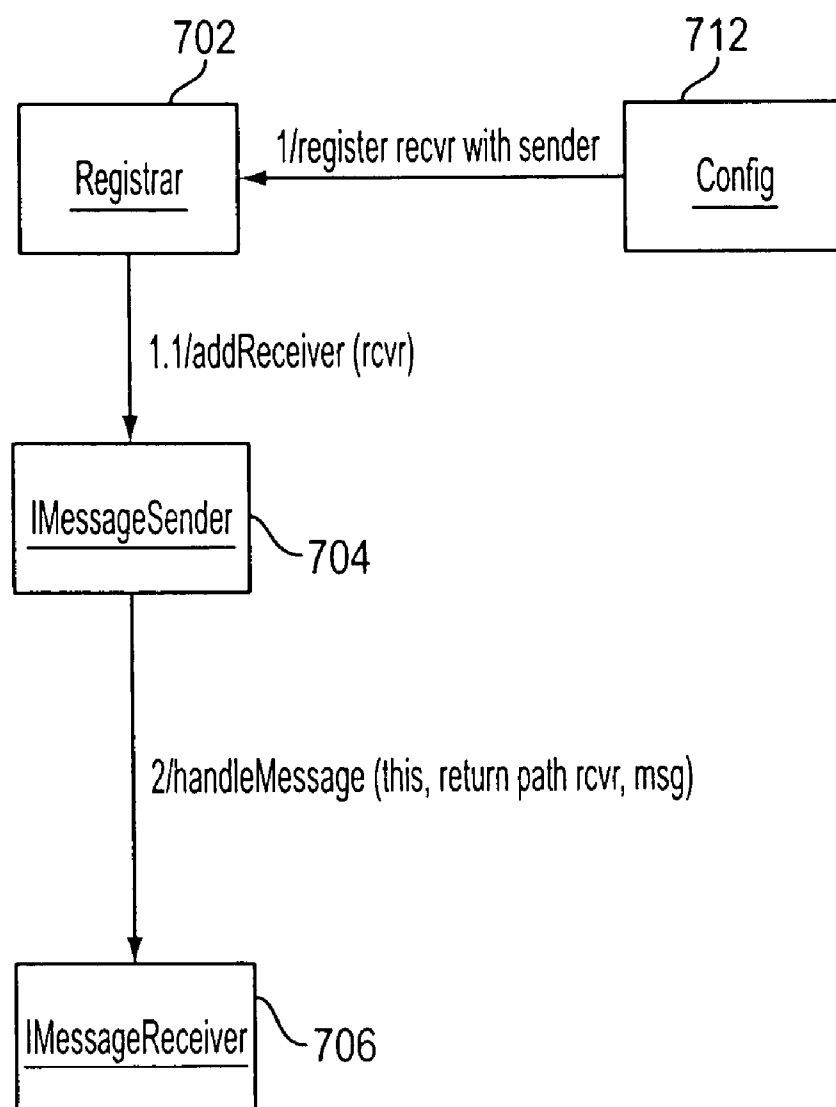 702
712
Registrar
1/register recvr with sender
Config
1.1/addReceiver (rcvr)
IMessageSender
704
2/handleMessage (this, return path rcvr, msg)
IMessageReceiver
706